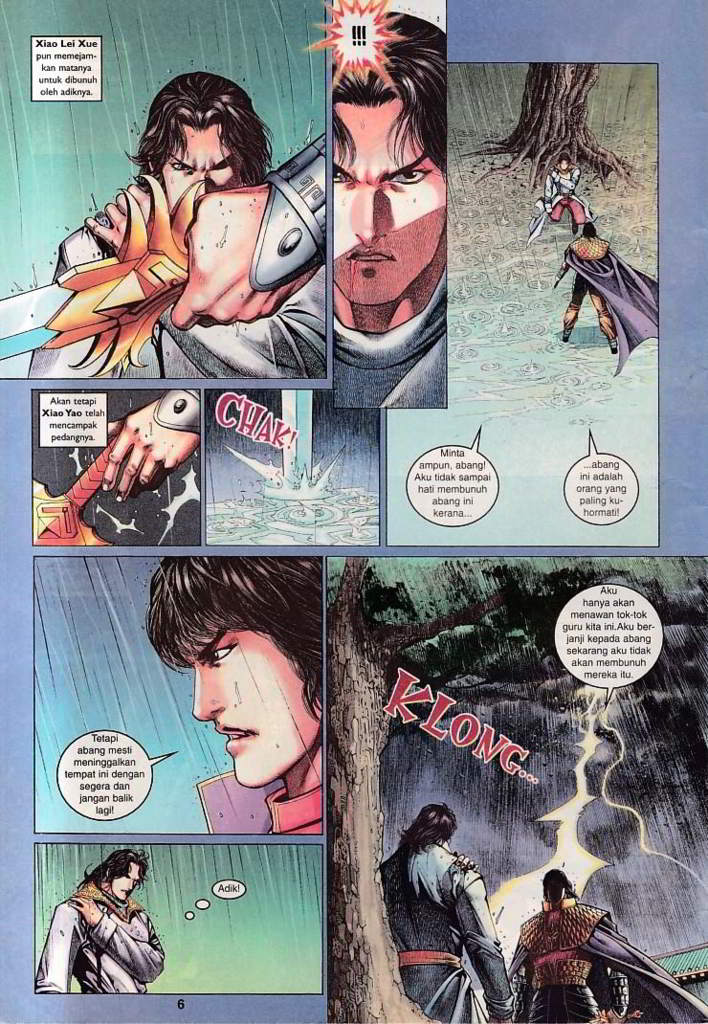 Xiao Lei Xue
pun memejam-
kan matanya
untuk dibunuh
oleh adiknya.
!!!
Minta
ampun, abang!
Aku tidak sampai
hati membunuh
abang ini
kerana...
...abang
ini adalah
orang yang
paling ku-
hormati!
Akan tetapi
Xiao Yao telah
mencampak
pedangnya.
CHAK!
Tetapi
abang mesti
meninggalkan
tempat ini dengan
segera dan
jangan balik
lagi!
Aku
hanya akan
menawan tok-tok
guru kita ini.Aku ber-
janji kepada abang
sekarang aku tidak
akan membunuh
mereka itu.
KLONG...
Adik!
6